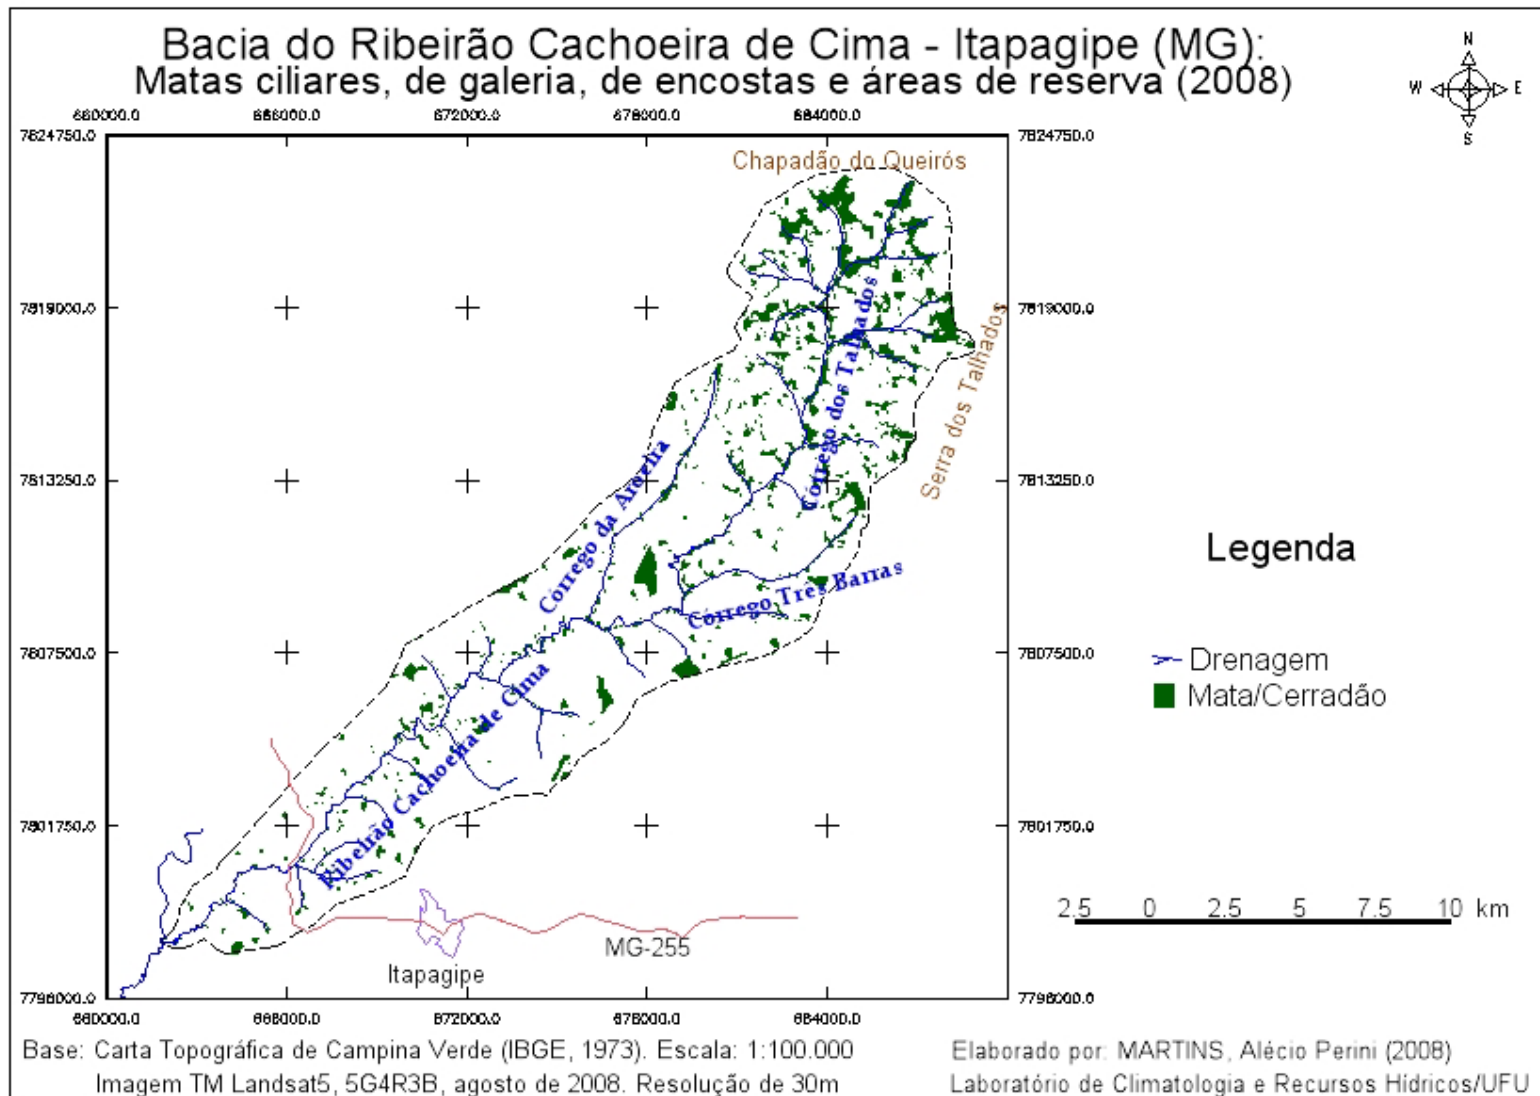 Bacia do Ribeirão Cachoeira de Cima - Itapagipe (MG):
Matas ciliares, de galeria, de encostas e áreas de reserva (2008)
N
W E
S
660000.0 666000.0 672000.0 678000.0 684000.0
7824750.0 7824750.0
Chapadão do Queirós
7819000.0 7819000.0
Córrego dos Talhados
Serra dos Talhados
7813250.0 7813250.0
Córrego da Aroeira
Legenda
Córrego Três Barras
7807500.0 7807500.0
Drenagem
Mata/Cerradão
Ribeirão Cachoeira de Cima
7801750.0 7801750.0
2.5 0 2.5 5 7.5 10 km
MG-255
Itapagipe
7796000.0 7796000.0
660000.0 666000.0 672000.0 678000.0 684000.0
Base: Carta Topográfica de Campina Verde (IBGE, 1973). Escala: 1:100.000
Imagem TM Landsat5, 5G4R3B, agosto de 2008. Resolução de 30m
Elaborado por: MARTINS, Alécio Perini (2008)
Laboratório de Climatologia e Recursos Hídricos/UFU